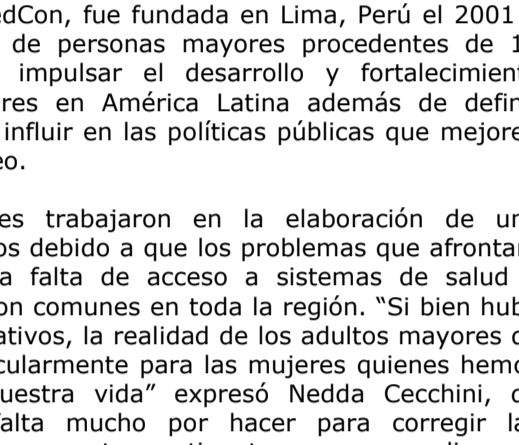 edCon, fue fundada en Lima, Perú el 2001
de personas mayores procedentes de 1
impulsar el desarrollo y fortalecimient
res en América Latina además de defin
influir en las políticas públicas que mejore
eo.
es trabajaron en la elaboración de un
os debido a que los problemas que afrontan
a falta de acceso a sistemas de salud
on comunes en toda la región. “Si bien hub
ativos, la realidad de los adultos mayores d
cularmente para las mujeres quienes hemo
uestra vida” expresó Nedda Cecchini, d
falta mucho por hacer para corregir la